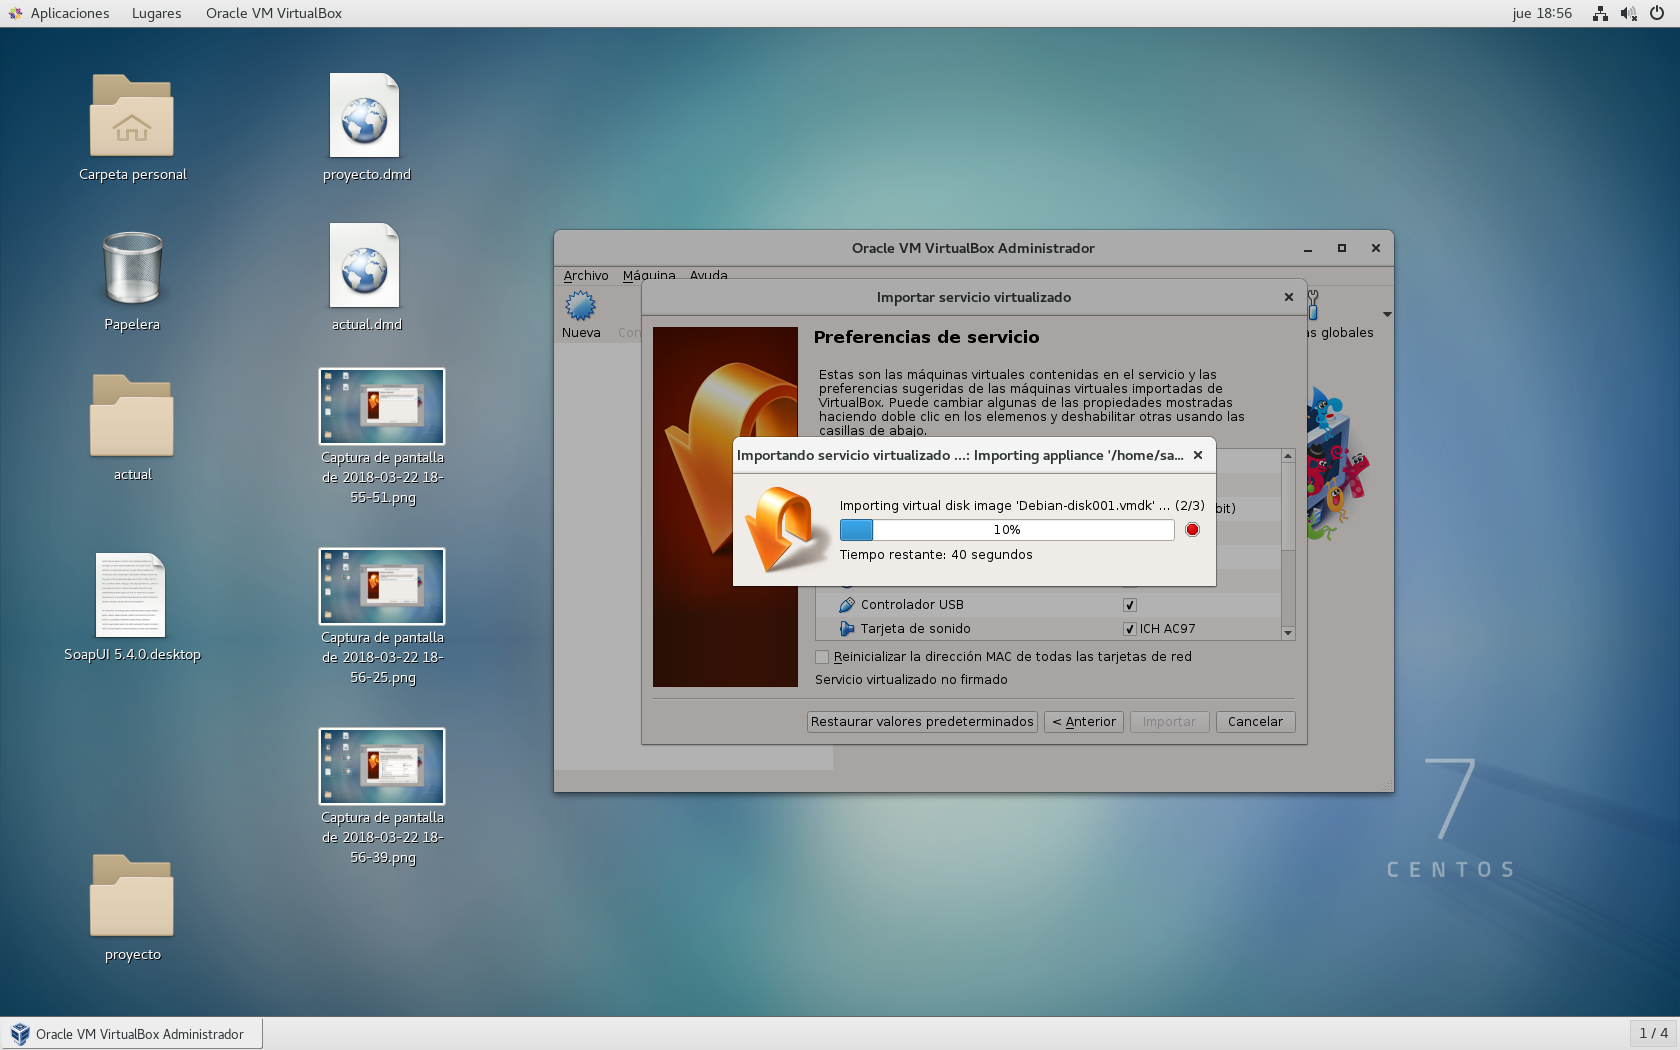 Aplicaciones
Lugares
Oracle VM VirtualBox
jue 18:56
Carpeta personal
proyecto.dmd
Papelera
actual.dmd
actual
Captura de pantalla
de 2018-03-22 18-
55-51.png
SoapUI 5.4.0.desktop
Captura de pantalla
de 2018-03-22 18-
56-25.png
Captura de pantalla
de 2018-03-22 18-
56-39.png
proyecto
Oracle VM VirtualBox Administrador
Archivo
Máquina
Ayuda
Nueva
Con
s globales
Importar servicio virtualizado
Preferencias de servicio
Estas son las máquinas virtuales contenidas en el servicio y las
preferencias sugeridas de las máquinas virtuales importadas de
VirtualBox. Puede cambiar algunas de las propiedades mostradas
haciendo doble clic en los elemenos y deshabilitar otras usando las
casillas de abajo.
bit)
Importando servicio virtualizado ...: Importing appliance '/home/sa...
Importing virtual disk image 'Debian-disk001.vmdk' ... (2/3)
10%
Tiempo restante: 40 segundos
Controlador USB
Tarjeta de sonido
ICH AC97
Reinicializar la dirección MAC de todas las tarjetas de red
Servicio virtualizado no firmado
Restaurar valores predeterminados
< Anterior
Importar
Cancelar
7
CENTOS
Oracle VM VirtualBox Administrador
1 / 4